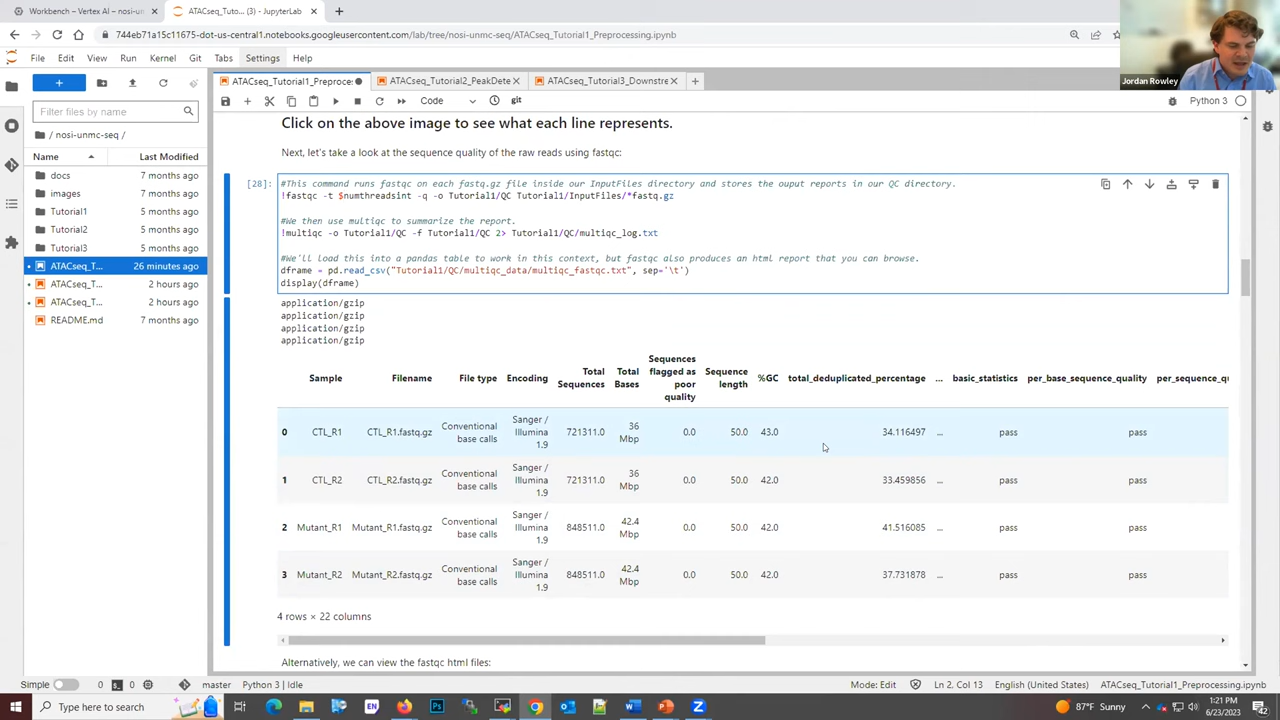 Workbench – Vertex AI – nosi-un
ATACseq_Tuto... (3) - JupyterLab
744eb71a15c11675-dot-us-central1.notebooks.googleusercontent.com/lab/tree/nosi-unmc-seq/ATACseq_Tutorial1_Preprocessing.ipynb
Jordan Rowley
File Edit View Run Kernel Git Tabs Settings Help
ATACseq_Tutorial1_Preproce
ATACseq_Tutorial2_PeakDete
ATACseq_Tutorial3_Downstre
Code
git
Python 3
Filter files by name
/ nosi-unmc-seq /
Name Last Modified
docs 7 months ago
images 7 months ago
Tutorial1 7 months ago
Tutorial2 7 months ago
Tutorial3 7 months ago
ATACseq_T... 26 minutes ago
ATACseq_T... 2 hours ago
ATACseq_T... 2 hours ago
README.md 7 months ago
Click on the above image to see what each line represents.
Next, let's take a look at the sequence quality of the raw reads using fastqc:
[28]:
#This command runs fastqc on each fastq.gz file inside our InputFiles directory and stores the ouput reports in our QC directory.
!fastqc -t $numthreadsint -q -o Tutorial1/QC Tutorial1/InputFiles/*fastq.gz
#We then use multiqc to summarize the report.
!multiqc -o Tutorial1/QC -f Tutorial1/QC 2> Tutorial1/QC/multiqc_log.txt
#We'll load this into a pandas table to work in this context, but fastqc also produces an html report that you can browse.
dframe = pd.read_csv("Tutorial1/QC/multiqc_data/multiqc_fastqc.txt", sep='\t')
display(dframe)
application/gzip
application/gzip
application/gzip
application/gzip
Sample Filename File type Encoding Total Sequences Total Bases Sequences flagged as poor quality Sequence length %GC total_deduplicated_percentage ... basic_statistics per_base_sequence_quality per_sequence_qu
0 CTL_R1 CTL_R1.fastq.gz Conventional base calls Sanger / Illumina 1.9 721311.0 36 Mbp 0.0 50.0 43.0 34.116497 ... pass pass
1 CTL_R2 CTL_R2.fastq.gz Conventional base calls Sanger / Illumina 1.9 721311.0 36 Mbp 0.0 50.0 42.0 33.459856 ... pass pass
2 Mutant_R1 Mutant_R1.fastq.gz Conventional base calls Sanger / Illumina 1.9 848511.0 42.4 Mbp 0.0 50.0 42.0 41.516085 ... pass pass
3 Mutant_R2 Mutant_R2.fastq.gz Conventional base calls Sanger / Illumina 1.9 848511.0 42.4 Mbp 0.0 50.0 42.0 37.731878 ... pass pass
4 rows × 22 columns
Alternatively, we can view the fastqc html files:
Simple 0 0 master Python 3 | Idle Mode: Edit Ln 2, Col 13 English (United States) ATACseq_Tutorial1_Preprocessing.ipynb
Type here to search
EN
87°F Sunny
1:21 PM
6/23/2023
42